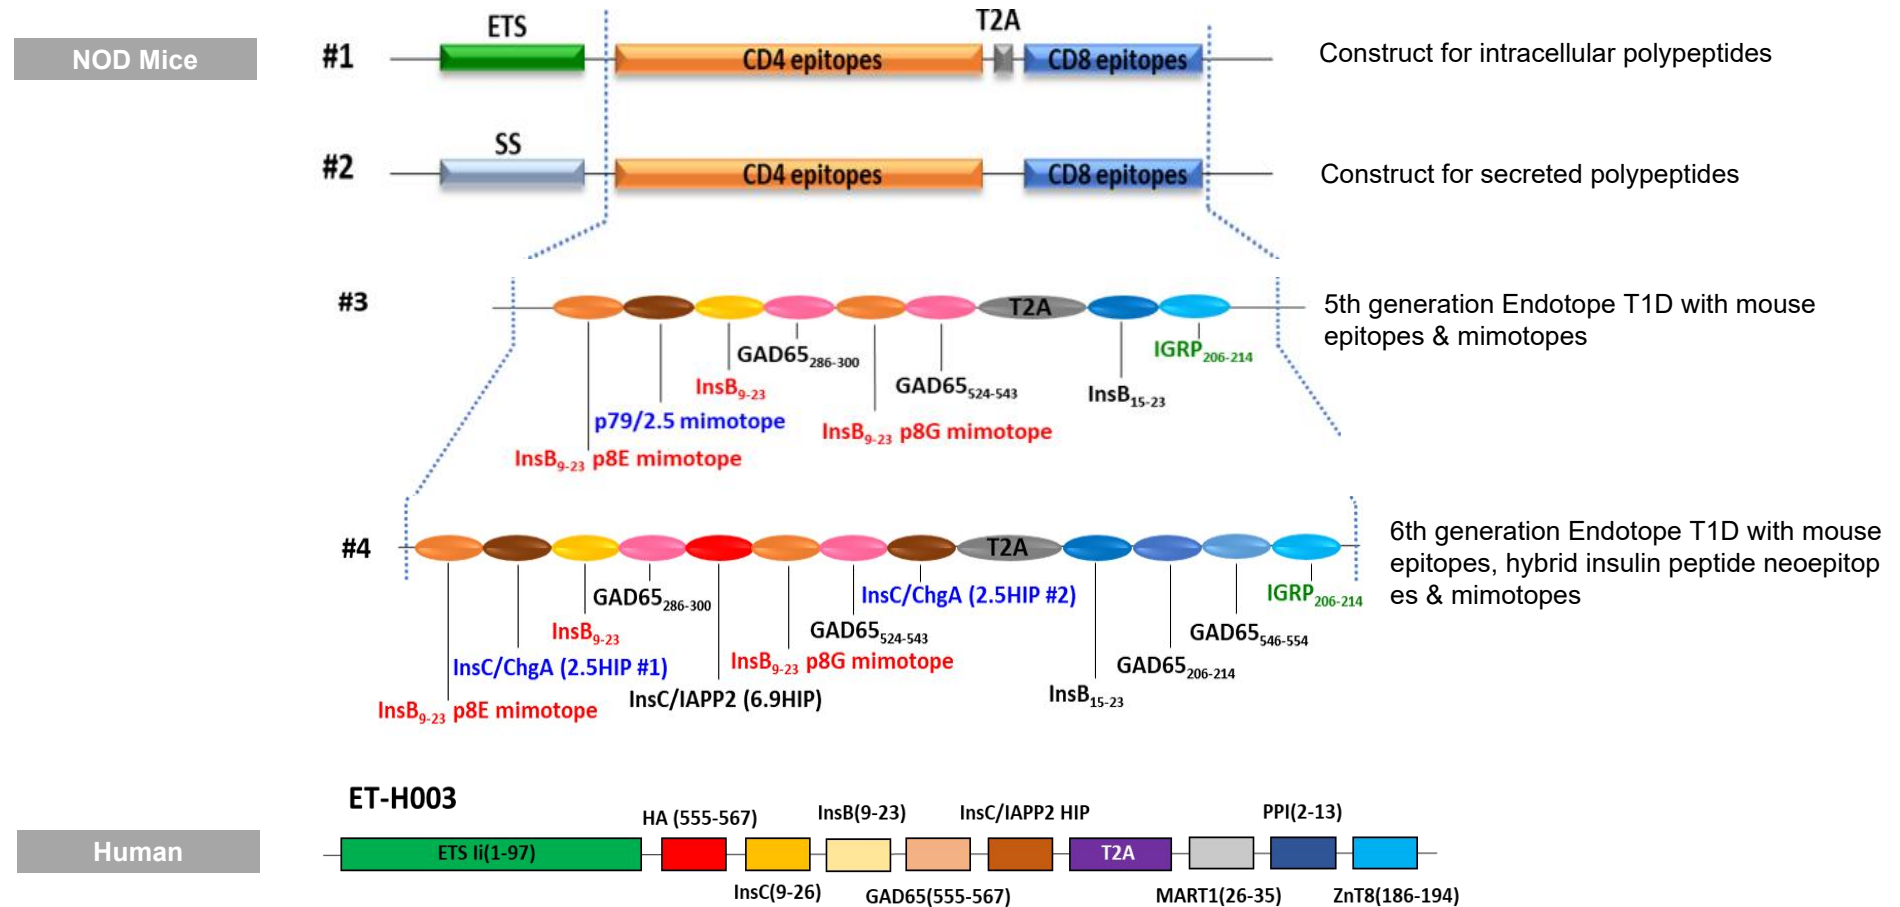 NOD Mice
#1
ETS
CD4 epitopes
T2A
CD8 epitopes
Construct for intracellular polypeptides
#2
SS
CD4 epitopes
CD8 epitopes
Construct for secreted polypeptides
#3
T2A
5th generation Endotope T1D with mouse
epitopes & mimotopes
GAD65286-300
IGRP206-214
InsB9-23
GAD65524-543
InsB15-23
p79/2.5 mimotope
InsB9-23 p8G mimotope
InsB9-23 p8E mimotope
#4
T2A
6th generation Endotope T1D with mouse
epitopes, hybrid insulin peptide neoepitop
es & mimotopes
GAD65286-300
InsC/ChgA (2.5HIP #2)
IGRP206-214
InsB9-23
GAD65524-543
GAD65546-554
InsC/ChgA (2.5HIP #1)
InsB9-23 p8G mimotope
GAD65206-214
InsC/IAPP2 (6.9HIP)
InsB15-23
InsB9-23 p8E mimotope
Human
ET-H003
ETS Ii(1-97)
HA (555-567)
InsC(9-26)
InsB(9-23)
GAD65(555-567)
InsC/IAPP2 HIP
T2A
MART1(26-35)
PPI(2-13)
ZnT8(186-194)